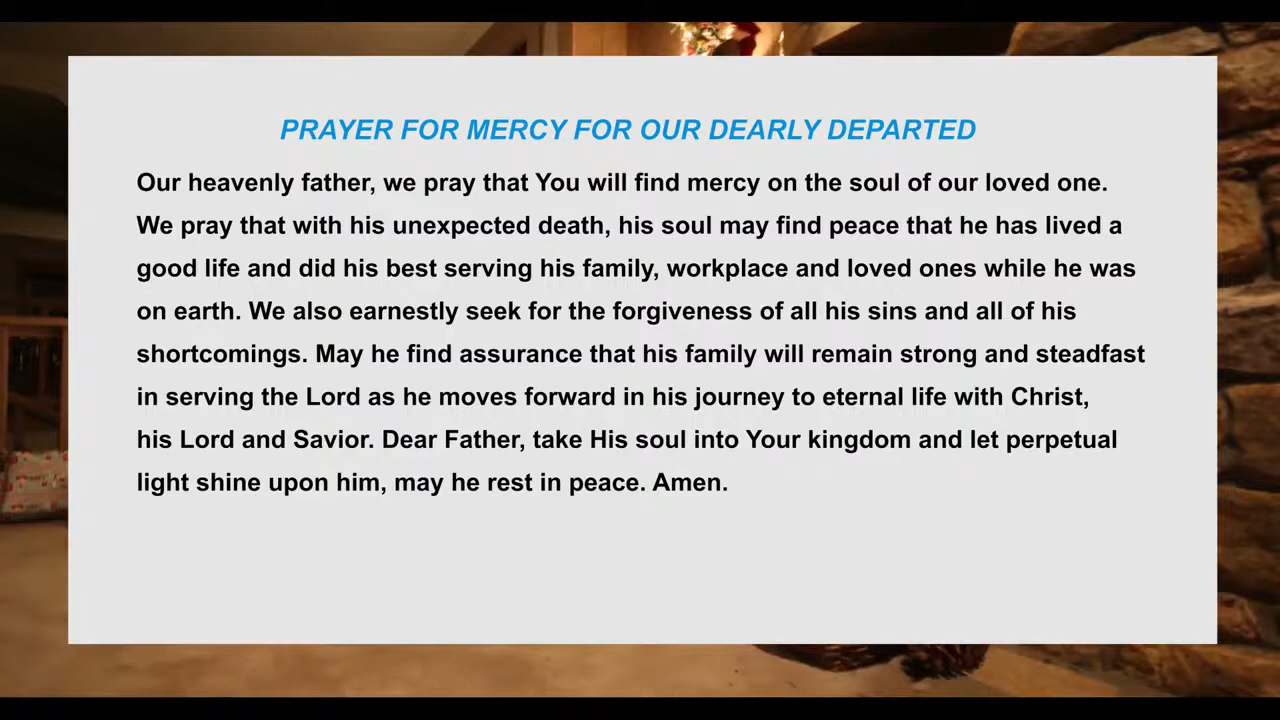 PRAYER FOR MERCY FOR OUR DEARLY DEPARTED
Our heavenly father, we pray that You will find mercy on the soul of our loved one.
We pray that with his unexpected death, his soul may find peace that he has lived a
good life and did his best serving his family, workplace and loved ones while he was
on earth. We also earnestly seek for the forgiveness of all his sins and all of his
shortcomings. May he find assurance that his family will remain strong and steadfast
in serving the Lord as he moves forward in his journey to eternal life with Christ,
his Lord and Savior. Dear Father, take His soul into Your kingdom and let perpetual
light shine upon him, may he rest in peace. Amen.